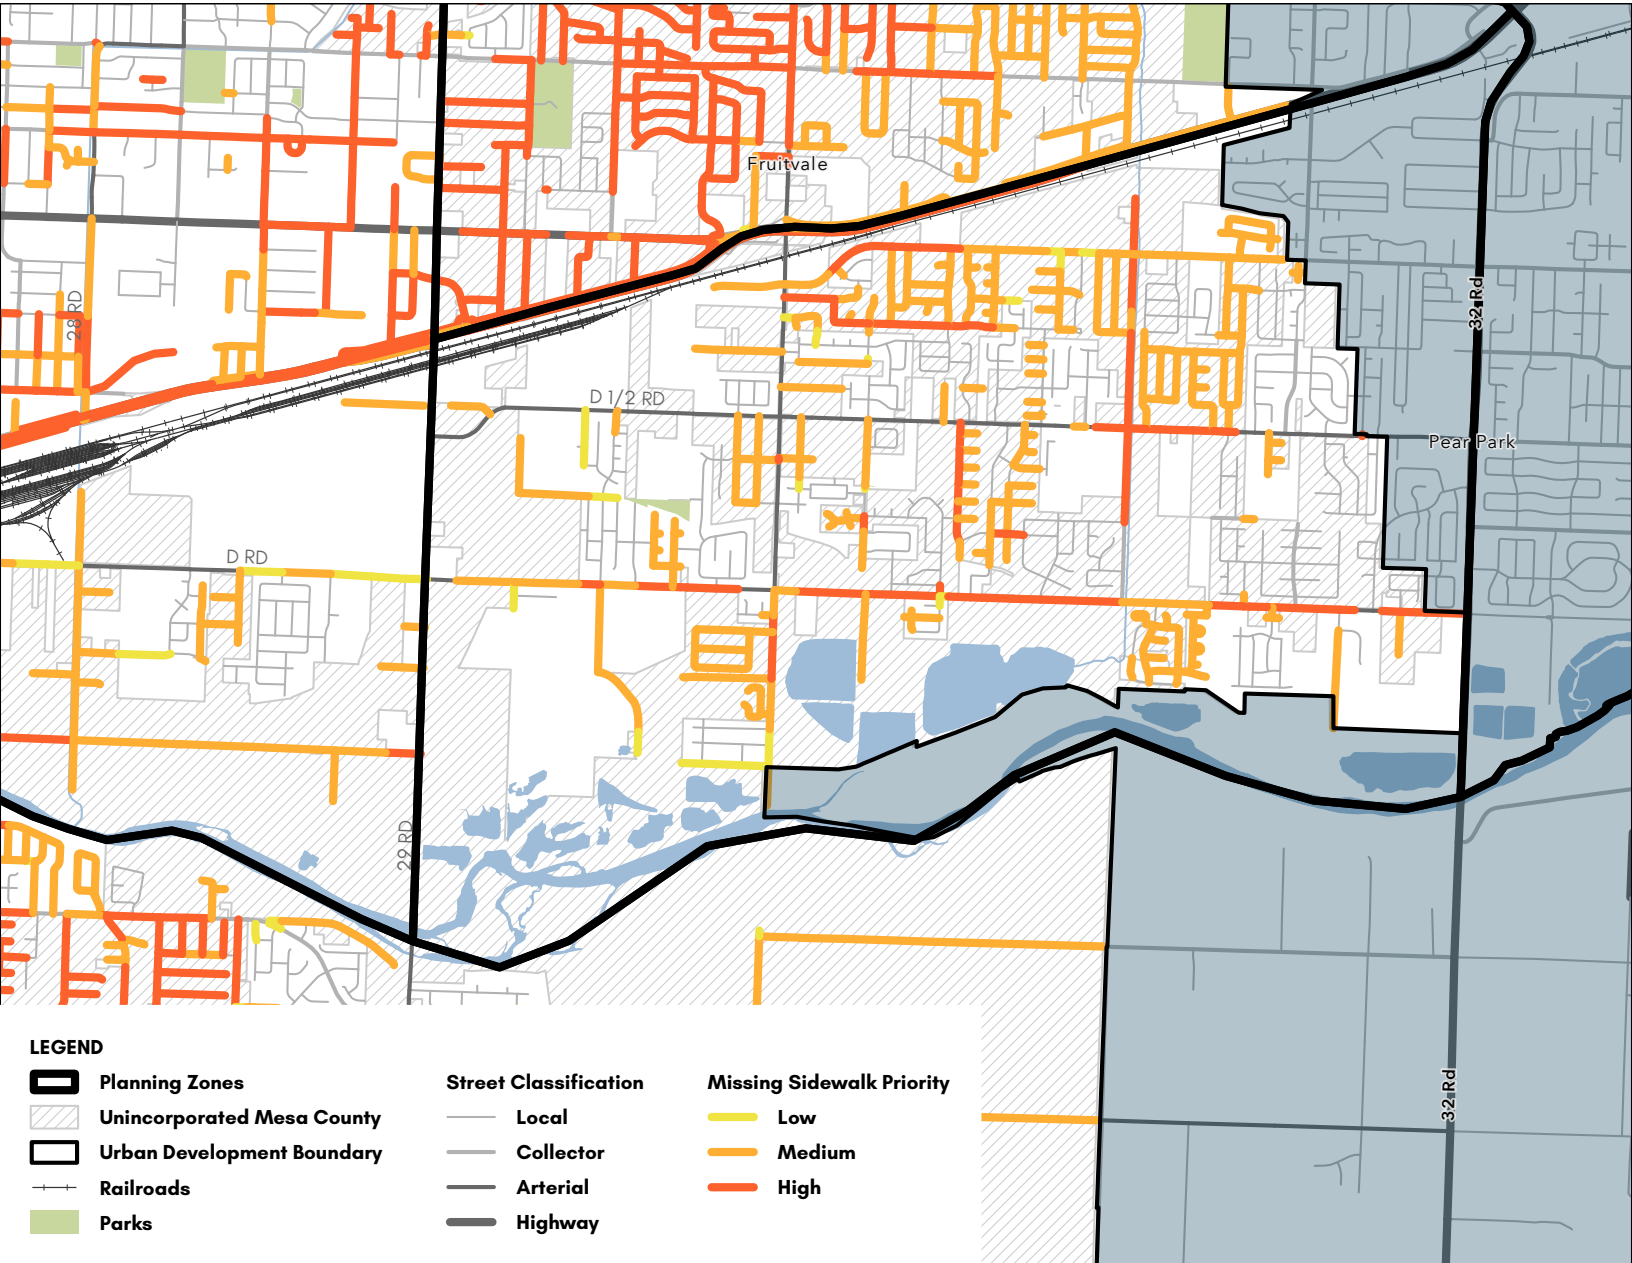 Fruitvale
28 RD
32 Rd
D 1/2 RD
Pear Park
D RD
29 RD
32 Rd
LEGEND
Planning Zones
Unincorporated Mesa County
Urban Development Boundary
Railroads
Parks
Street Classification
Local
Collector
Arterial
Highway
Missing Sidewalk Priority
Low
Medium
High